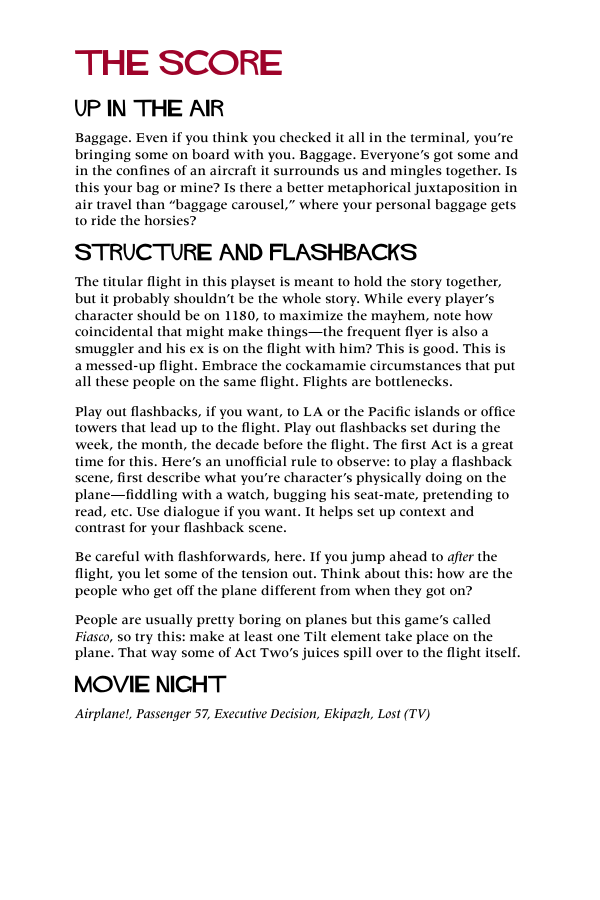 THE SCORE
UP IN THE AIR
Baggage. Even if you think you checked it all in the terminal, you're
bringing some on board with you. Baggage. Everyone's got some and
in the confines of an aircraft it surrounds us and mingles together. Is
this your bag or mine? Is there a better metaphorical juxtaposition in
air travel than “baggage carousel,” where your personal baggage gets
to ride the horsies?
STRUCTURE AND FLASHBACKS
The titular flight in this playset is meant to hold the story together,
but it probably shouldn't be the whole story. While every player's
character should be on 1180, to maximize the mayhem, note how
coincidental that might make things—the frequent flyer is also a
smuggler and his ex is on the flight with him? This is good. This is
a messed-up flight. Embrace the cockamamie circumstances that put
all these people on the same flight. Flights are bottlenecks.
Play out flashbacks, if you want, to LA or the Pacific islands or office
towers that lead up to the flight. Play out flashbacks set during the
week, the month, the decade before the flight. The first Act is a great
time for this. Here's an unofficial rule to observe: to play a flashback
scene, first describe what you're character's physically doing on the
plane—fiddling with a watch, bugging his seat-mate, pretending to
read, etc. Use dialogue if you want. It helps set up context and
contrast for your flashback scene.
Be careful with flashforwards, here. If you jump ahead to after the
flight, you let some of the tension out. Think about this: how are the
people who get off the plane different from when they got on?
People are usually pretty boring on planes but this game's called
Fiasco, so try this: make at least one Tilt element take place on the
plane. That way some of Act Two's juices spill over to the flight itself.
MOVIE NIGHT
Airplane!, Passenger 57, Executive Decision, Ekipazh, Lost (TV)